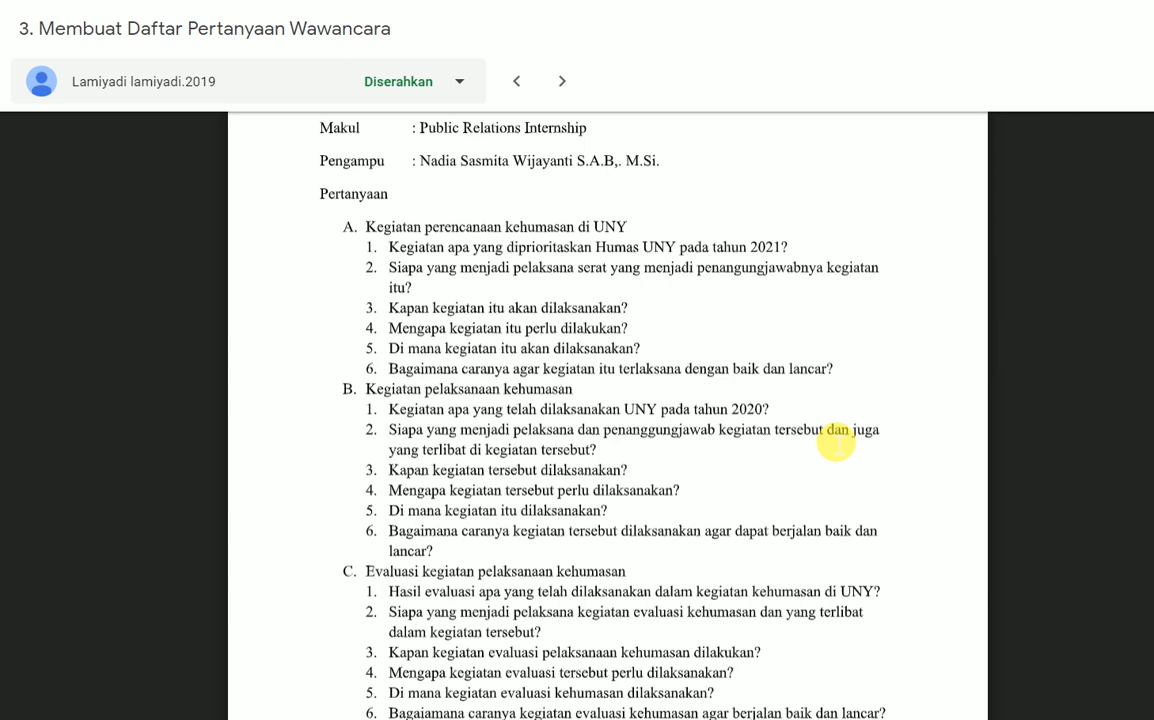 3. Membuat Daftar Pertanyaan Wawancara
Lamiyadi lamiyadi.2019 Diserahkan
Makul : Public Relations Internship
Pengampu : Nadia Sasmita Wijayanti S.A.B,. M.Si.
Pertanyaan
A. Kegiatan perencanaan kehumasan di UNY
1. Kegiatan apa yang diprioritaskan Humas UNY pada tahun 2021?
2. Siapa yang menjadi pelaksana serat yang menjadi penangungjawabnya kegiatan
itu?
3. Kapan kegiatan itu akan dilaksanakan?
4. Mengapa kegiatan itu perlu dilakukan?
5. Di mana kegiatan itu akan dilaksanakan?
6. Bagaimana caranya agar kegiatan itu terlaksana dengan baik dan lancar?
B. Kegiatan pelaksanaan kehumasan
1. Kegiatan apa yang telah dilaksanakan UNY pada tahun 2020?
2. Siapa yang menjadi pelaksana dan penanggungjawab kegiatan tersebut dan juga
yang terlibat di kegiatan tersebut?
3. Kapan kegiatan tersebut dilaksanakan?
4. Mengapa kegiatan tersebut perlu dilaksanakan?
5. Di mana kegiatan itu dilaksanakan?
6. Bagaimana caranya kegiatan tersebut dilaksanakan agar dapat berjalan baik dan
lancar?
C. Evaluasi kegiatan pelaksanaan kehumasan
1. Hasil evaluasi apa yang telah dilaksanakan dalam kegiatan kehumasan di UNY?
2. Siapa yang menjadi pelaksana kegiatan evaluasi kehumasan dan yang terlibat
dalam kegiatan tersebut?
3. Kapan kegiatan evaluasi pelaksanaan kehumasan dilakukan?
4. Mengapa kegiatan evaluasi tersebut perlu dilaksanakan?
5. Di mana kegiatan evaluasi kehumasan dilaksanakan?
6. Bagaiamana caranya kegiatan evaluasi kehumasan agar berjalan baik dan lancar?